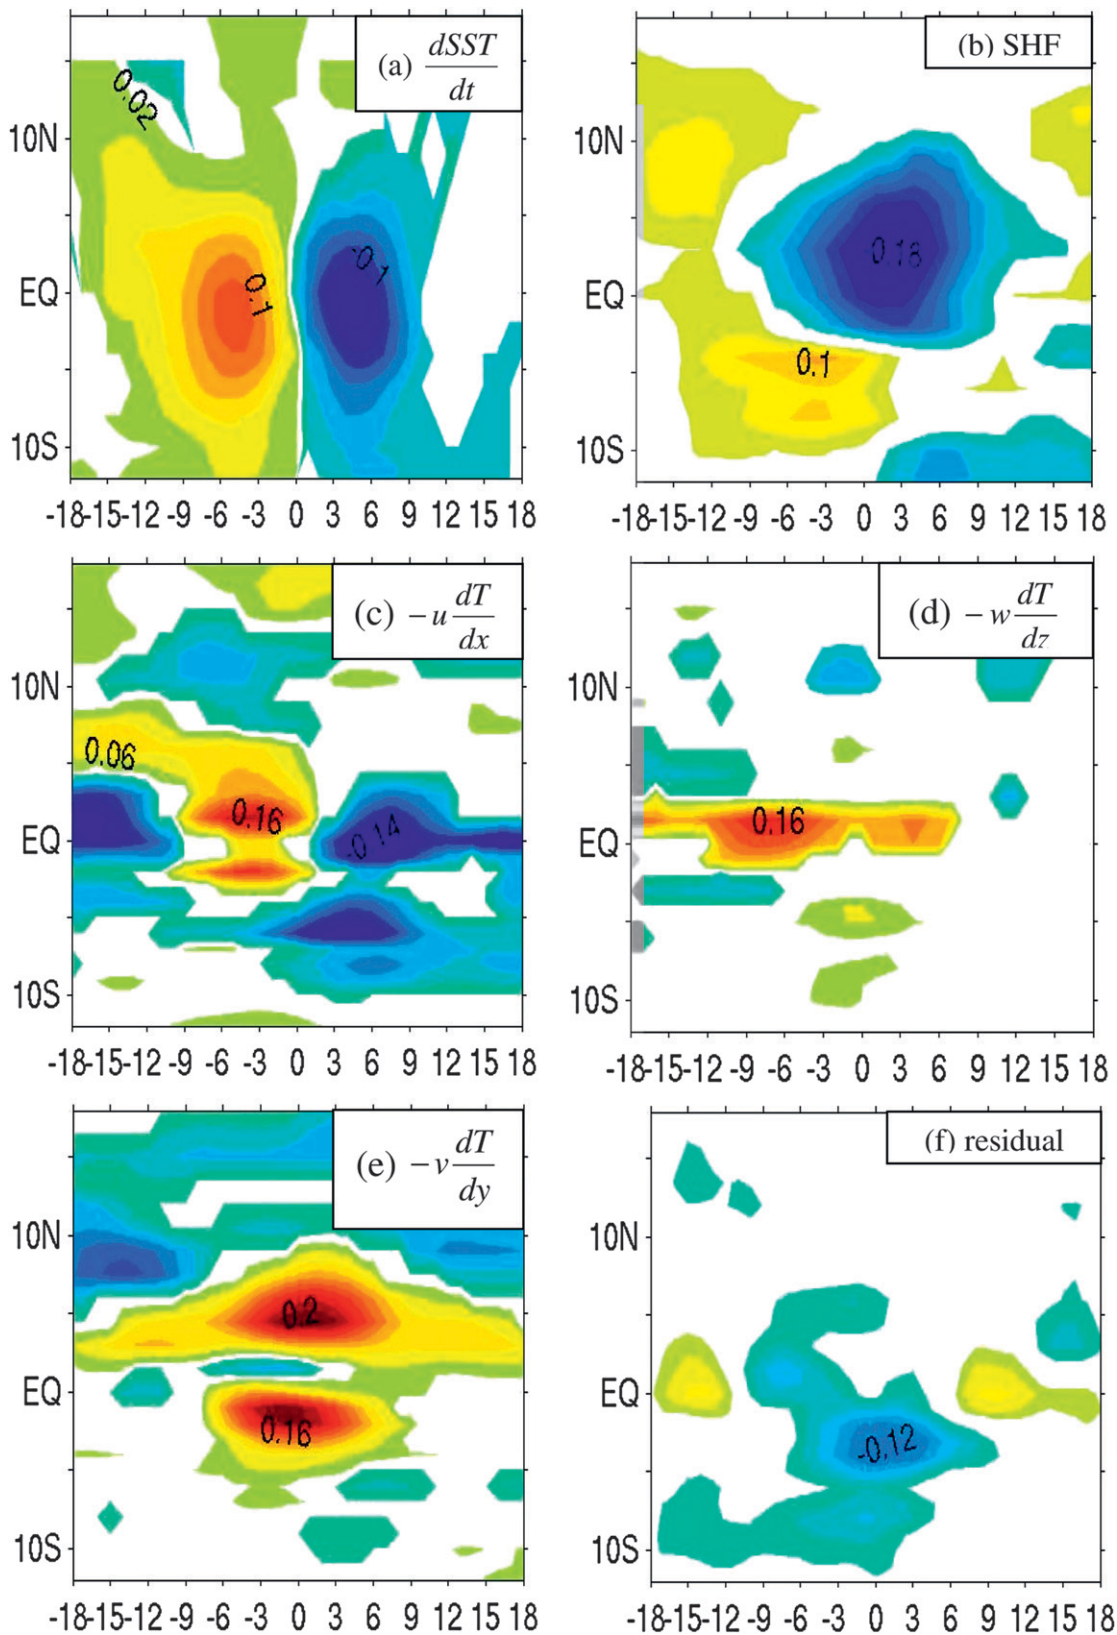 (a) dSST/dt
(b) SHF
0.02
10N
EQ
10S
0.1
-0.1
-18-15-12 -9 -6 -3 0 3 6 9 12 15 18
10N
EQ
10S
-0.18
0.1
-18-15-12 -9 -6 -3 0 3 6 9 12 15 18
(c) −u dT/dx
(d) −w dT/dz
10N
EQ
10S
0.06
0.16
-0.14
-18-15-12 -9 -6 -3 0 3 6 9 12 15 18
10N
EQ
10S
0.16
-18-15-12 -9 -6 -3 0 3 6 9 12 15 18
(e) −v dT/dy
(f) residual
10N
EQ
10S
0.2
0.16
-18-15-12 -9 -6 -3 0 3 6 9 12 15 18
10N
EQ
10S
-0.12
-18-15-12 -9 -6 -3 0 3 6 9 12 15 18